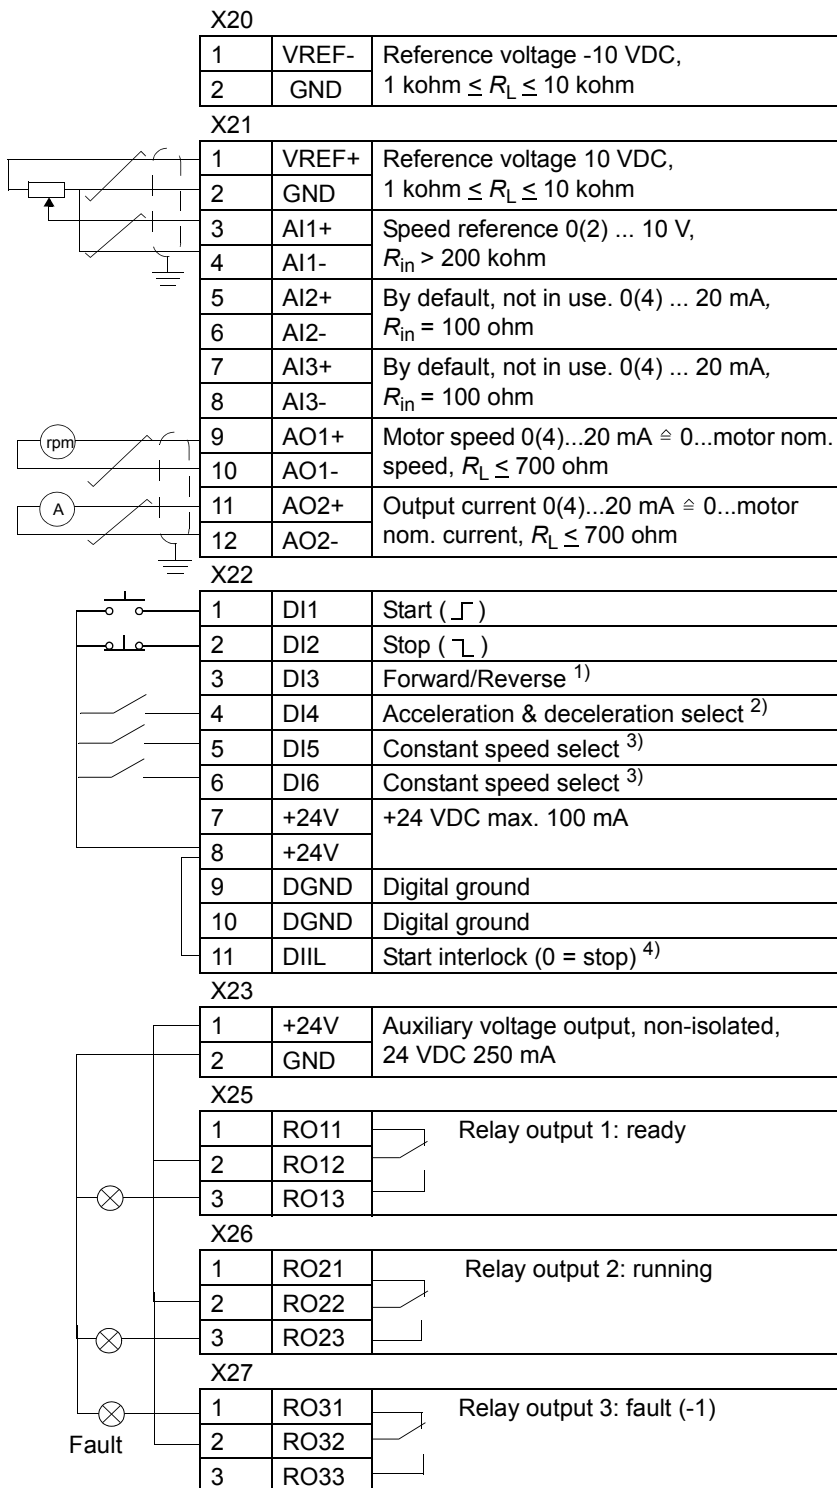 X20
1 VREF- Reference voltage -10 VDC,
2 GND 1 kohm ≤ RL ≤ 10 kohm
X21
1 VREF+ Reference voltage 10 VDC,
2 GND 1 kohm ≤ RL ≤ 10 kohm
3 AI1+ Speed reference 0(2) ... 10 V,
4 AI1- Rin > 200 kohm
5 AI2+ By default, not in use. 0(4) ... 20 mA,
6 AI2- Rin = 100 ohm
7 AI3+ By default, not in use. 0(4) ... 20 mA,
8 AI3- Rin = 100 ohm
rpm 9 AO1+ Motor speed 0(4)...20 mA ≙ 0...motor nom.
10 AO1- speed, RL ≤ 700 ohm
A 11 AO2+ Output current 0(4)...20 mA ≙ 0...motor
12 AO2- nom. current, RL ≤ 700 ohm
X22
1 DI1 Start ( )
2 DI2 Stop ( )
3 DI3 Forward/Reverse 1)
4 DI4 Acceleration & deceleration select 2)
5 DI5 Constant speed select 3)
6 DI6 Constant speed select 3)
7 +24V +24 VDC max. 100 mA
8 +24V
9 DGND Digital ground
10 DGND Digital ground
11 DIIL Start interlock (0 = stop) 4)
X23
1 +24V Auxiliary voltage output, non-isolated,
2 GND 24 VDC 250 mA
X25
1 RO11 Relay output 1: ready
2 RO12
3 RO13
X26
1 RO21 Relay output 2: running
2 RO22
3 RO23
X27
1 RO31 Relay output 3: fault (-1)
Fault 2 RO32
3 RO33